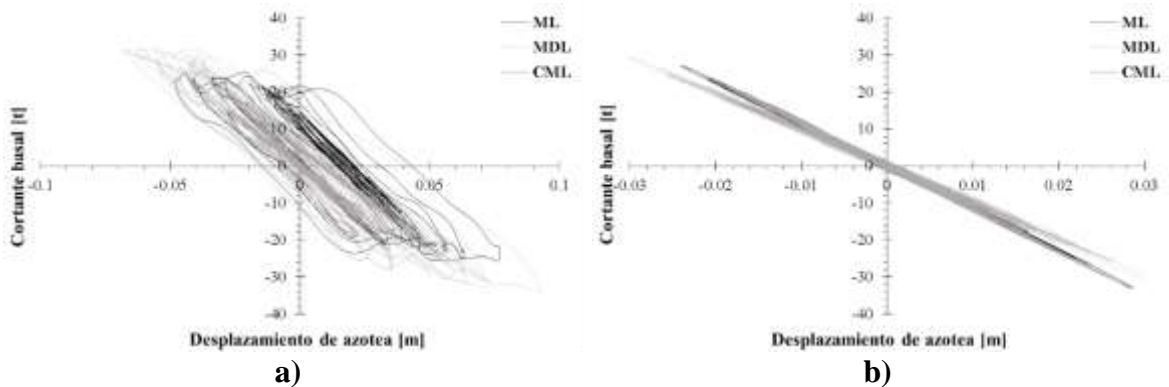 40
30
20
10
0
-10
-20
-30
-40
-0.1
-0.05
0
0.05
0.1
ML
MDL
CML
Cortante basal [t]
Desplazamiento de azotea [m]
a)
40
30
20
10
0
-10
-20
-30
-40
-0.03
-0.02
-0.01
0
0.01
0.02
0.03
ML
MDL
CML
Cortante basal [t]
Desplazamiento de azotea [m]
b)